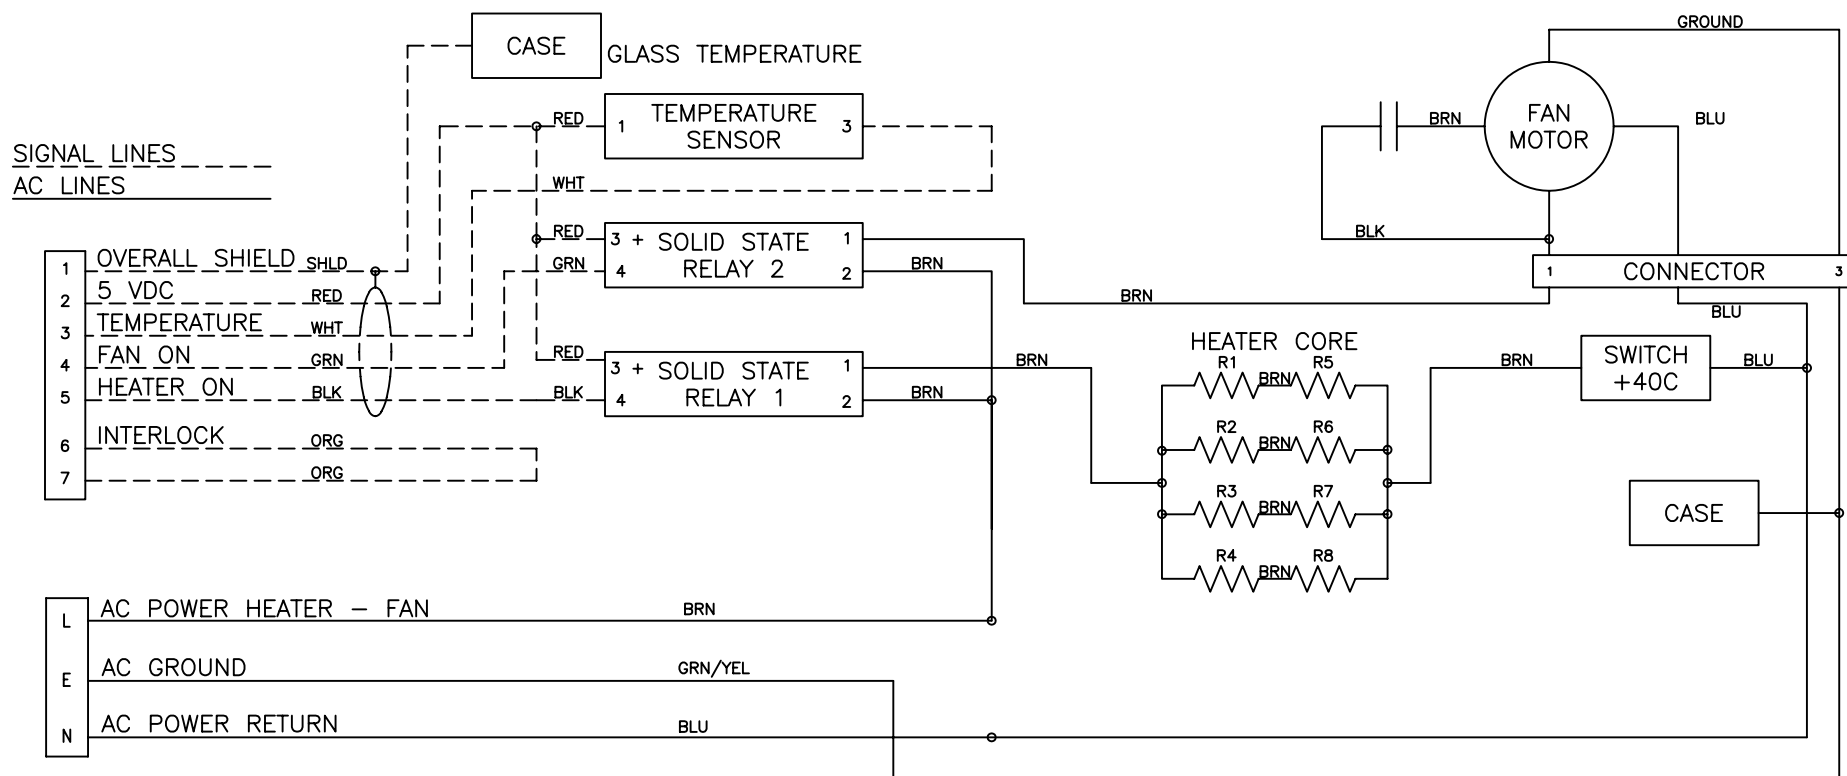 GROUND
CASE
GLASS TEMPERATURE
RED
1
TEMPERATURE
SENSOR
3
BRN
FAN
MOTOR
BLU
SIGNAL LINES
AC LINES
WHT
RED
3 +
SOLID STATE
RELAY 2
1
BLK
GRN
4
2
BRN
1
CONNECTOR
3
1
OVERALL SHIELD
SHLD
2
5 VDC
RED
BRN
BLU
3
TEMPERATURE
WHT
4
FAN ON
GRN
RED
3 +
SOLID STATE
RELAY 1
1
BRN
HEATER CORE
BRN
SWITCH
+40C
BLU
5
HEATER ON
BLK
BLK
4
2
BRN
R1
BRN
R5
R2
BRN
R6
6
INTERLOCK
ORG
7
ORG
R3
BRN
R7
CASE
R4
BRN
R8
L
AC POWER HEATER – FAN
BRN
E
AC GROUND
GRN/YEL
N
AC POWER RETURN
BLU